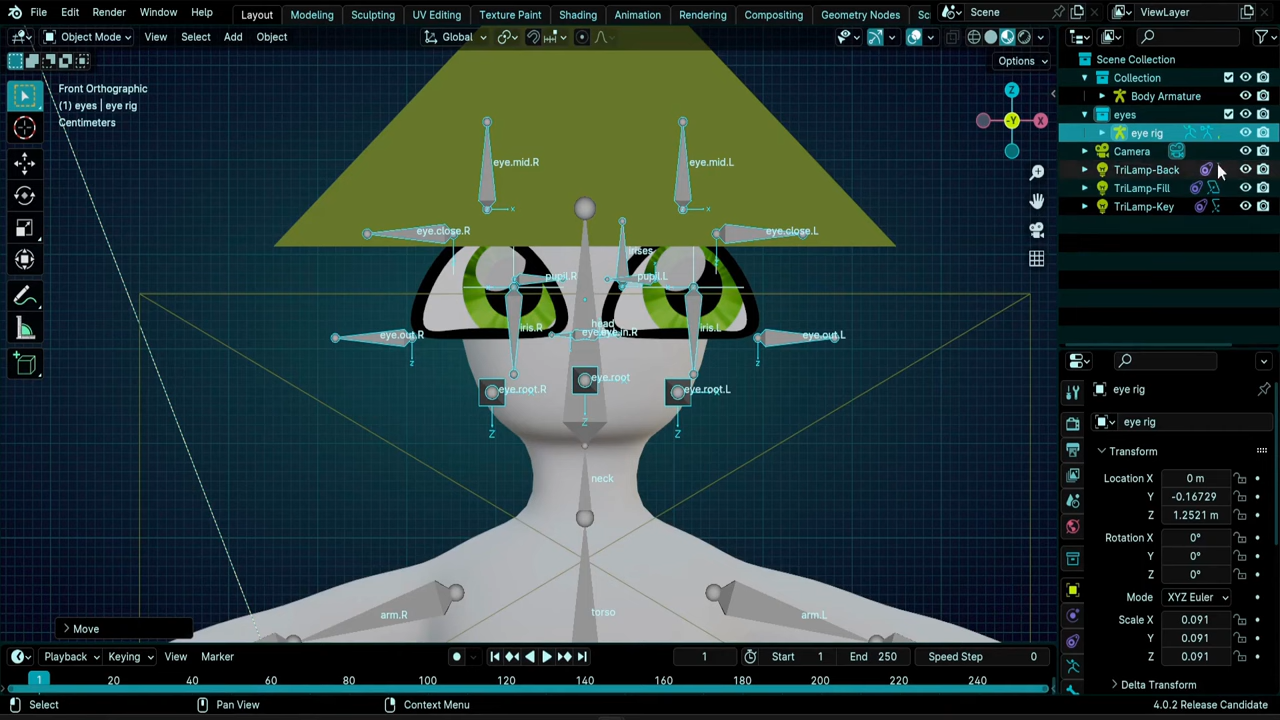 File Edit Render Window Help Layout Modeling Sculpting UV Editing Texture Paint Shading Animation Rendering Compositing Geometry Nodes Sc Scene ViewLayer
Object Mode View Select Add Object Global
Options
Front Orthographic
(1) eyes | eye rig
Centimeters
Z
-Y
X
eye.mid.R eye.mid.L
x x
eye.close.R eye.close.L
irises
pupil.R pupil.L
head
iris.R iris.L
eye.out.R eye.out.L
z z
eye.root
eye.root.R eye.root.L
Z Z Z
neck
torso
arm.R arm.L
Move
Scene Collection
Collection
Body Armature
eyes
eye rig
Camera
TriLamp-Back
TriLamp-Fill
TriLamp-Key
eye rig
eye rig
Transform
Location X 0 m
Y -0.16729
Z 1.2521 m
Rotation X 0°
Y 0°
Z 0°
Mode XYZ Euler
Scale X 0.091
Y 0.091
Z 0.091
Delta Transform
Playback Keying View Marker 1 Start 1 End 250 Speed Step 0
1 20 40 60 80 100 120 140 160 180 200 220 240
Select Pan View Context Menu 4.0.2 Release Candidate